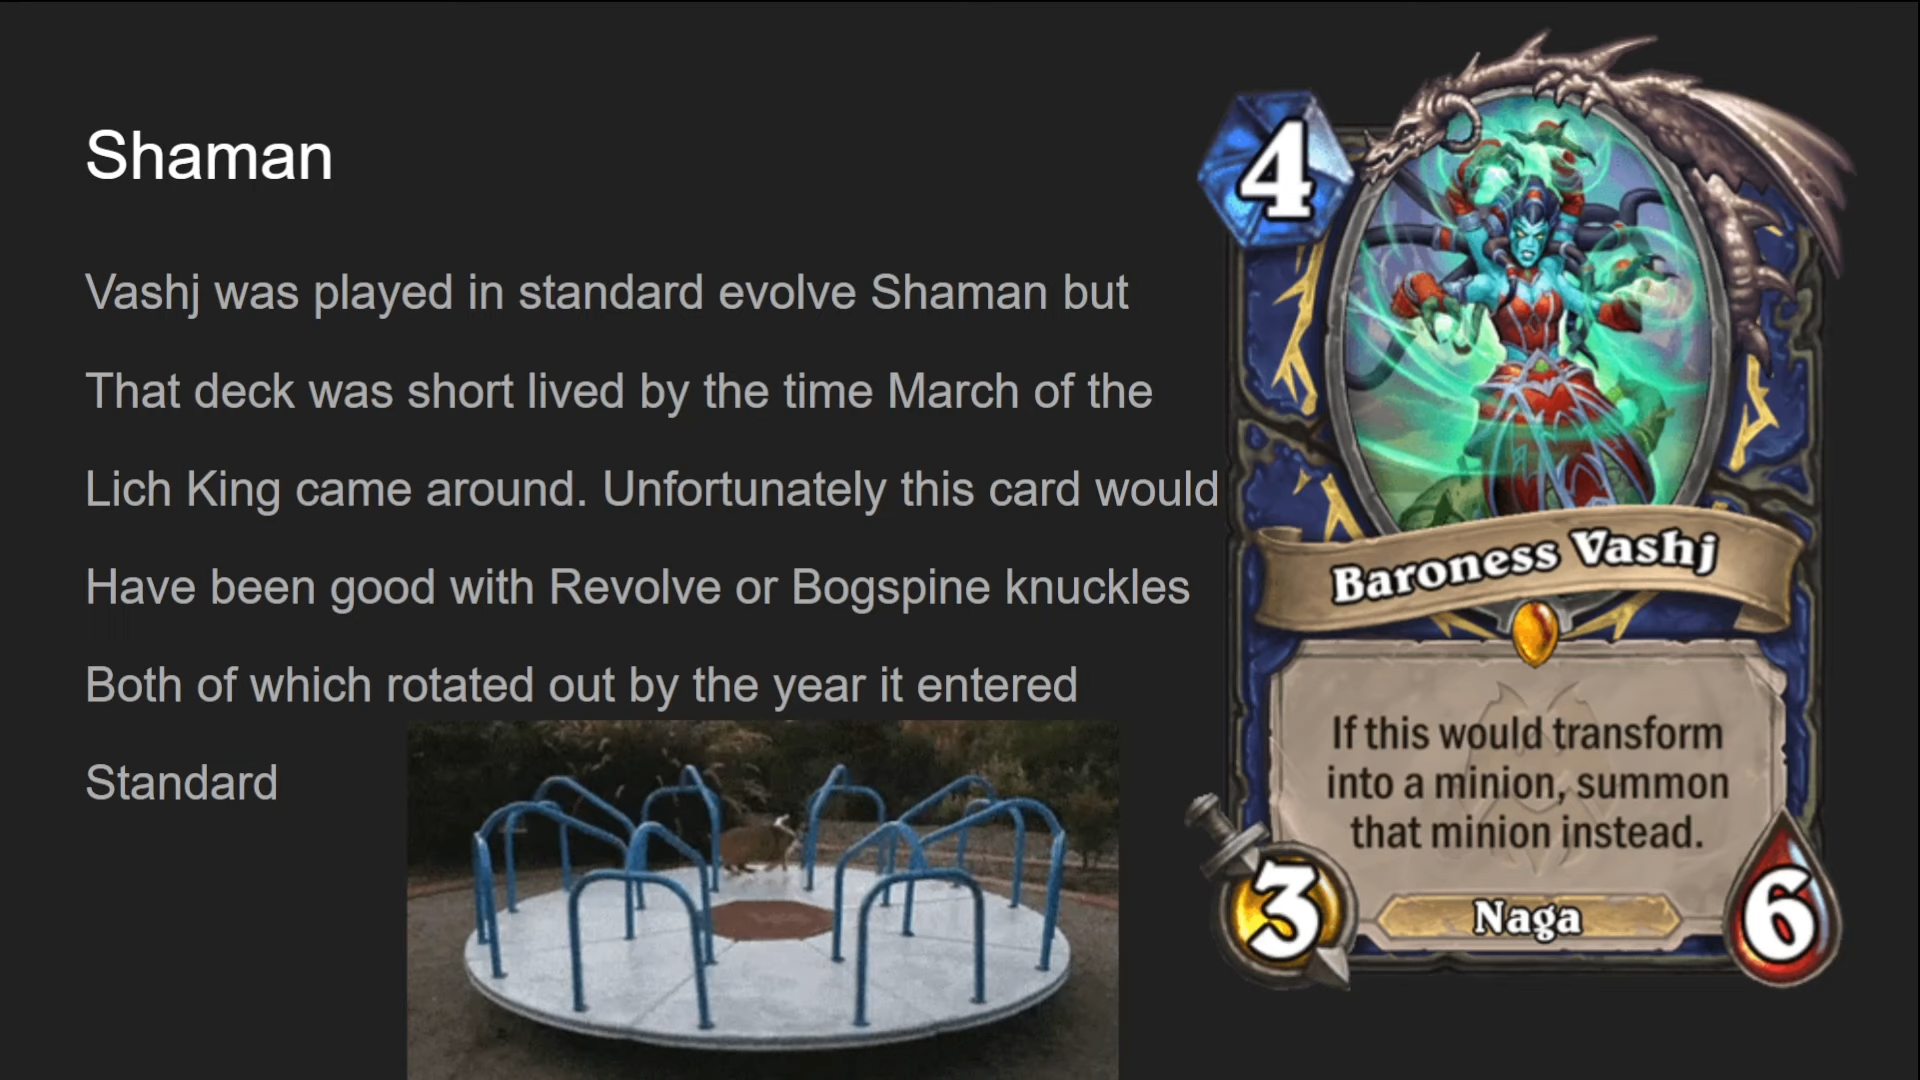 Shaman
Vashj was played in standard evolve Shaman but
That deck was short lived by the time March of the
Lich King came around. Unfortunately this card would
Have been good with Revolve or Bogspine knuckles
Both of which rotated out by the year it entered
Standard
4
Baroness Vashj
If this would transform
into a minion, summon
that minion instead.
3
Naga
6